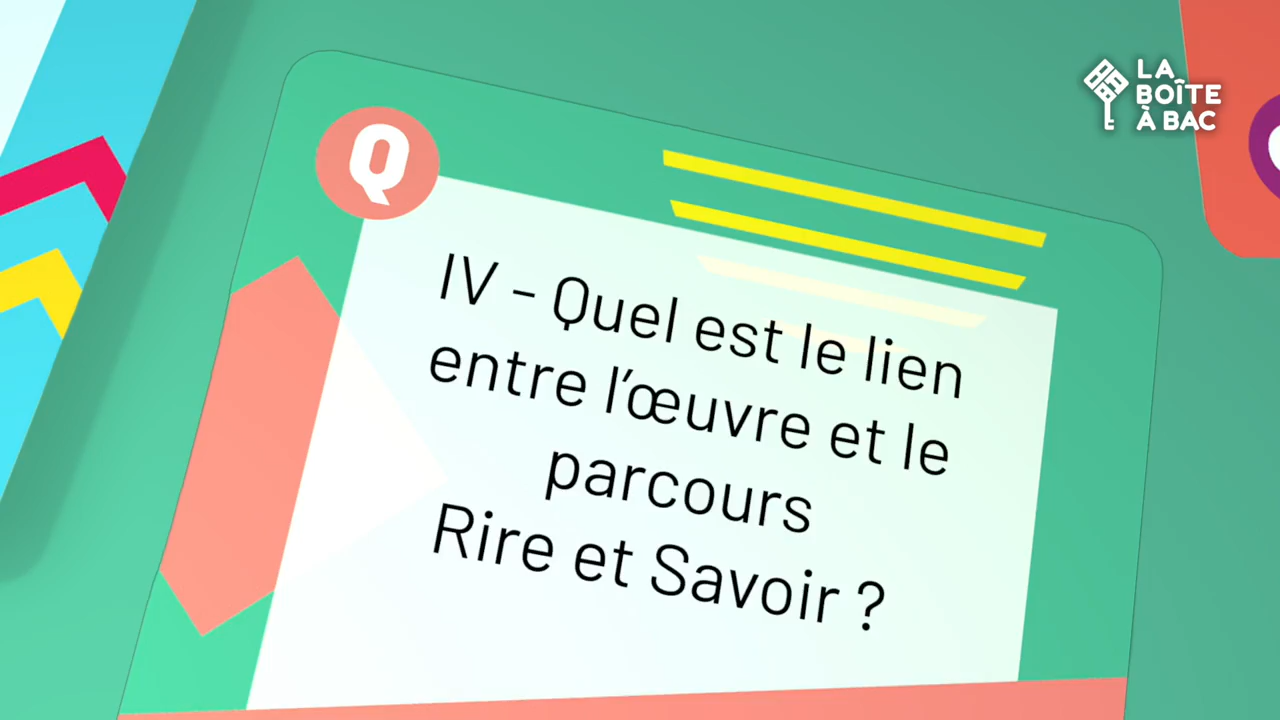 LA
BOÎTE
À BAC
Q
IV - Quel est le lien
entre l'œuvre et le
parcours
Rire et Savoir ?